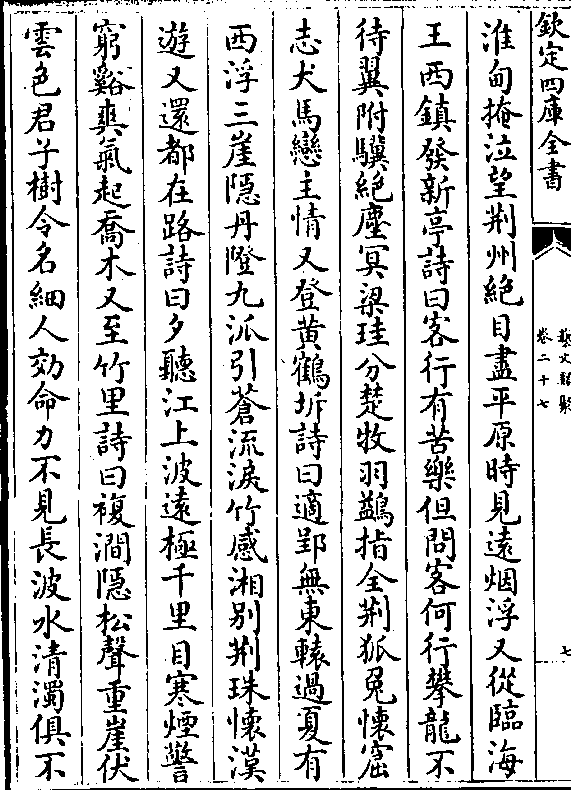 欽定四庫全書
藝文類聚
卷二十七
七
淮甸掩泣望荆州絶目盡平原時見遠烟浮又從臨海
王西鎮發新亭詩曰客行有苦樂但問客何行攀龍不
待翼附驥絶塵冥梁珪分楚牧羽鷁指全荆狐兎懷窟
志犬馬戀主情又登黄鶴圻詩曰適郢無東轅過夏有
西浮三崖隠丹隥九派引蒼流淚竹感湘别荆珠懷漢
遊又還都在路詩曰夕聽江上波遠極千里目寒煙警
窮谿爽氣起喬木又至竹里詩曰複澗隠松聲重崖伏
雲色君子樹令名細人効命力不見長波水清濁俱不